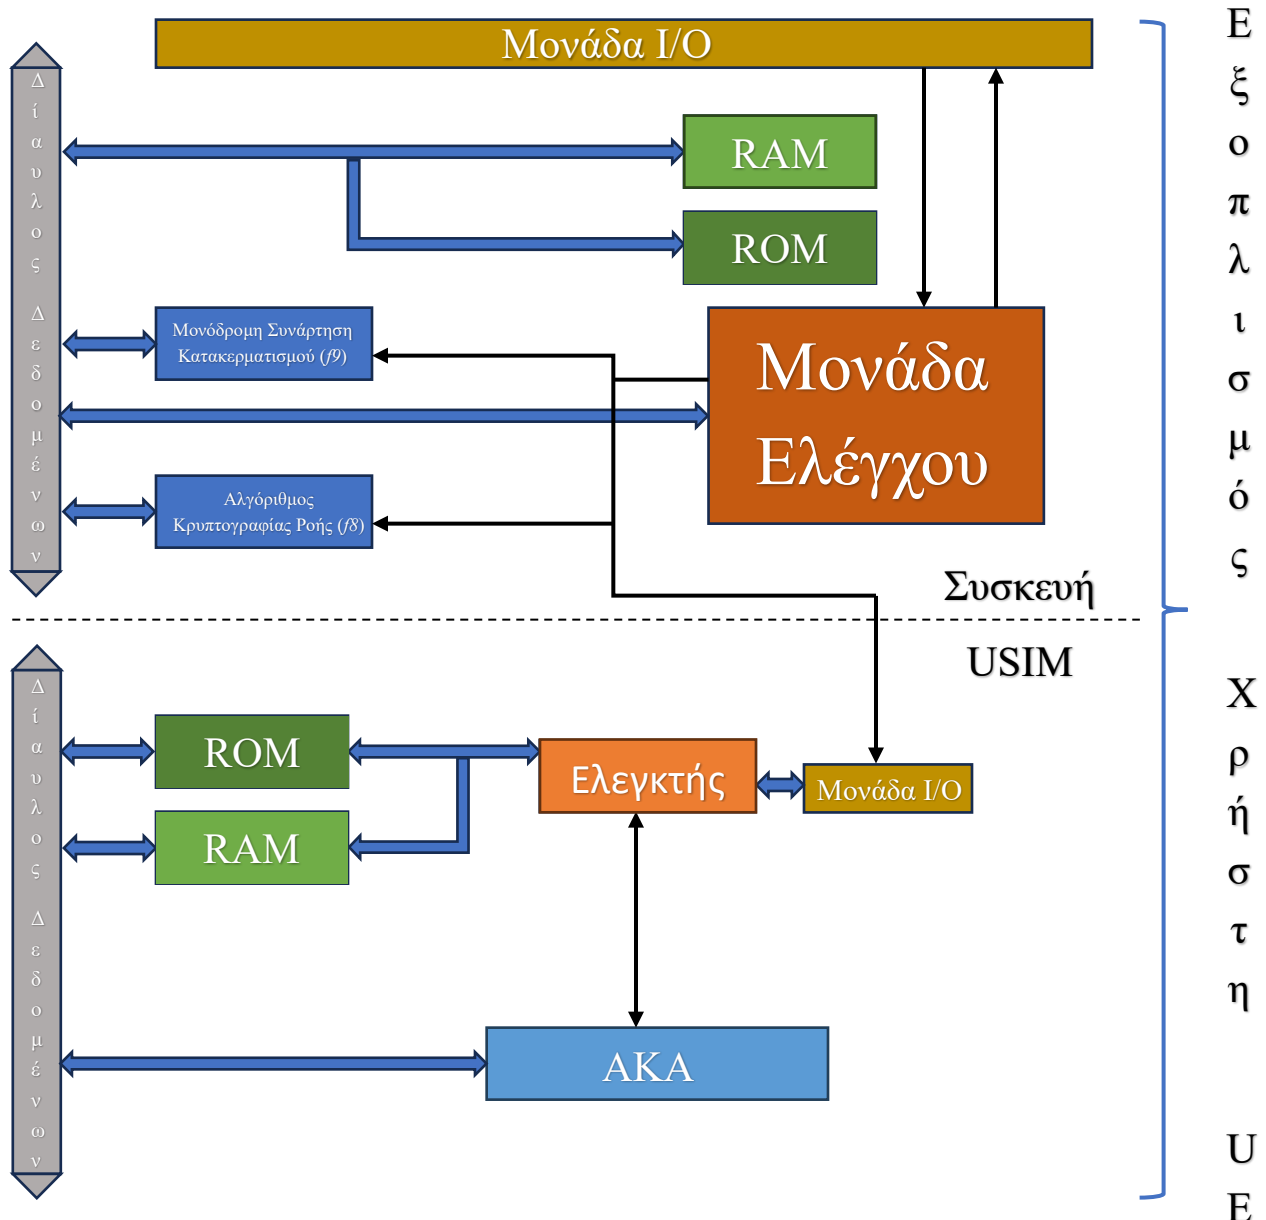 Μονάδα I/O
Δίαυλος Δεδομένων
RAM
ROM
Μονόδρομη Συνάρτηση
Κατακερματισμού (f9)
Μονάδα
Ελέγχου
Αλγόριθμος
Κρυπτογραφίας Ροής (f8)
Συσκευή
USIM
Δίαυλος Δεδομένων
ROM
RAM
Ελεγκτής
Μονάδα I/O
AKA
Εξοπλισμός Χρήστη UE